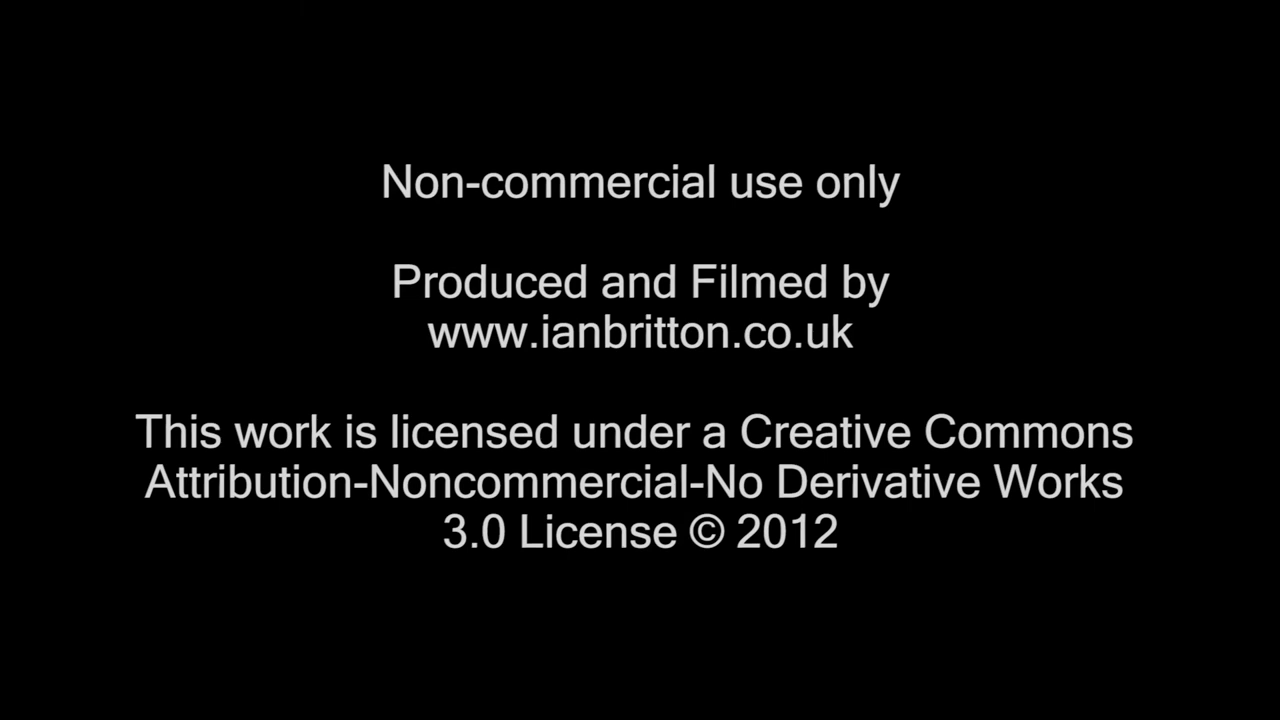 Non-commercial use only
Produced and Filmed by
www.ianbritton.co.uk
This work is licensed under a Creative Commons
Attribution-Noncommercial-No Derivative Works
3.0 License © 2012